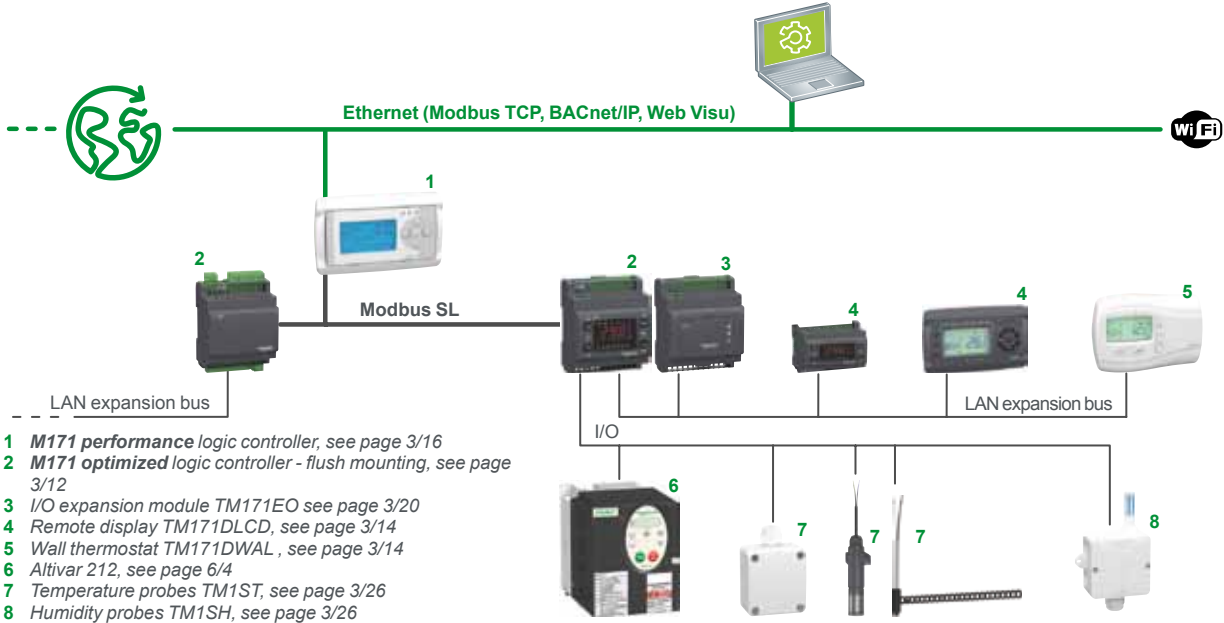 Ethernet (Modbus TCP, BACnet/IP, Web Visu)
Wi Fi
1
2
Modbus SL
2
3
4
4
5
LAN expansion bus
LAN expansion bus
I/O
1 M171 performance logic controller, see page 3/16
2 M171 optimized logic controller - flush mounting, see page
3/12
3 I/O expansion module TM171EO see page 3/20
4 Remote display TM171DLCD, see page 3/14
5 Wall thermostat TM171DWAL , see page 3/14
6 Altivar 212, see page 6/4
7 Temperature probes TM1ST, see page 3/26
8 Humidity probes TM1SH, see page 3/26
6
7
7
7
8